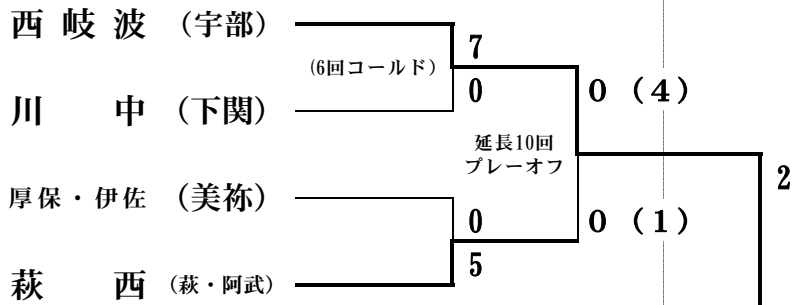 西岐波 （宇部）
7
（6回コールド）
0
0 （4）
川中 （下関）
延長10回
プレーオフ
2
厚保・伊佐 （美祢）
0
0 （1）
5
萩西 （萩・阿武）